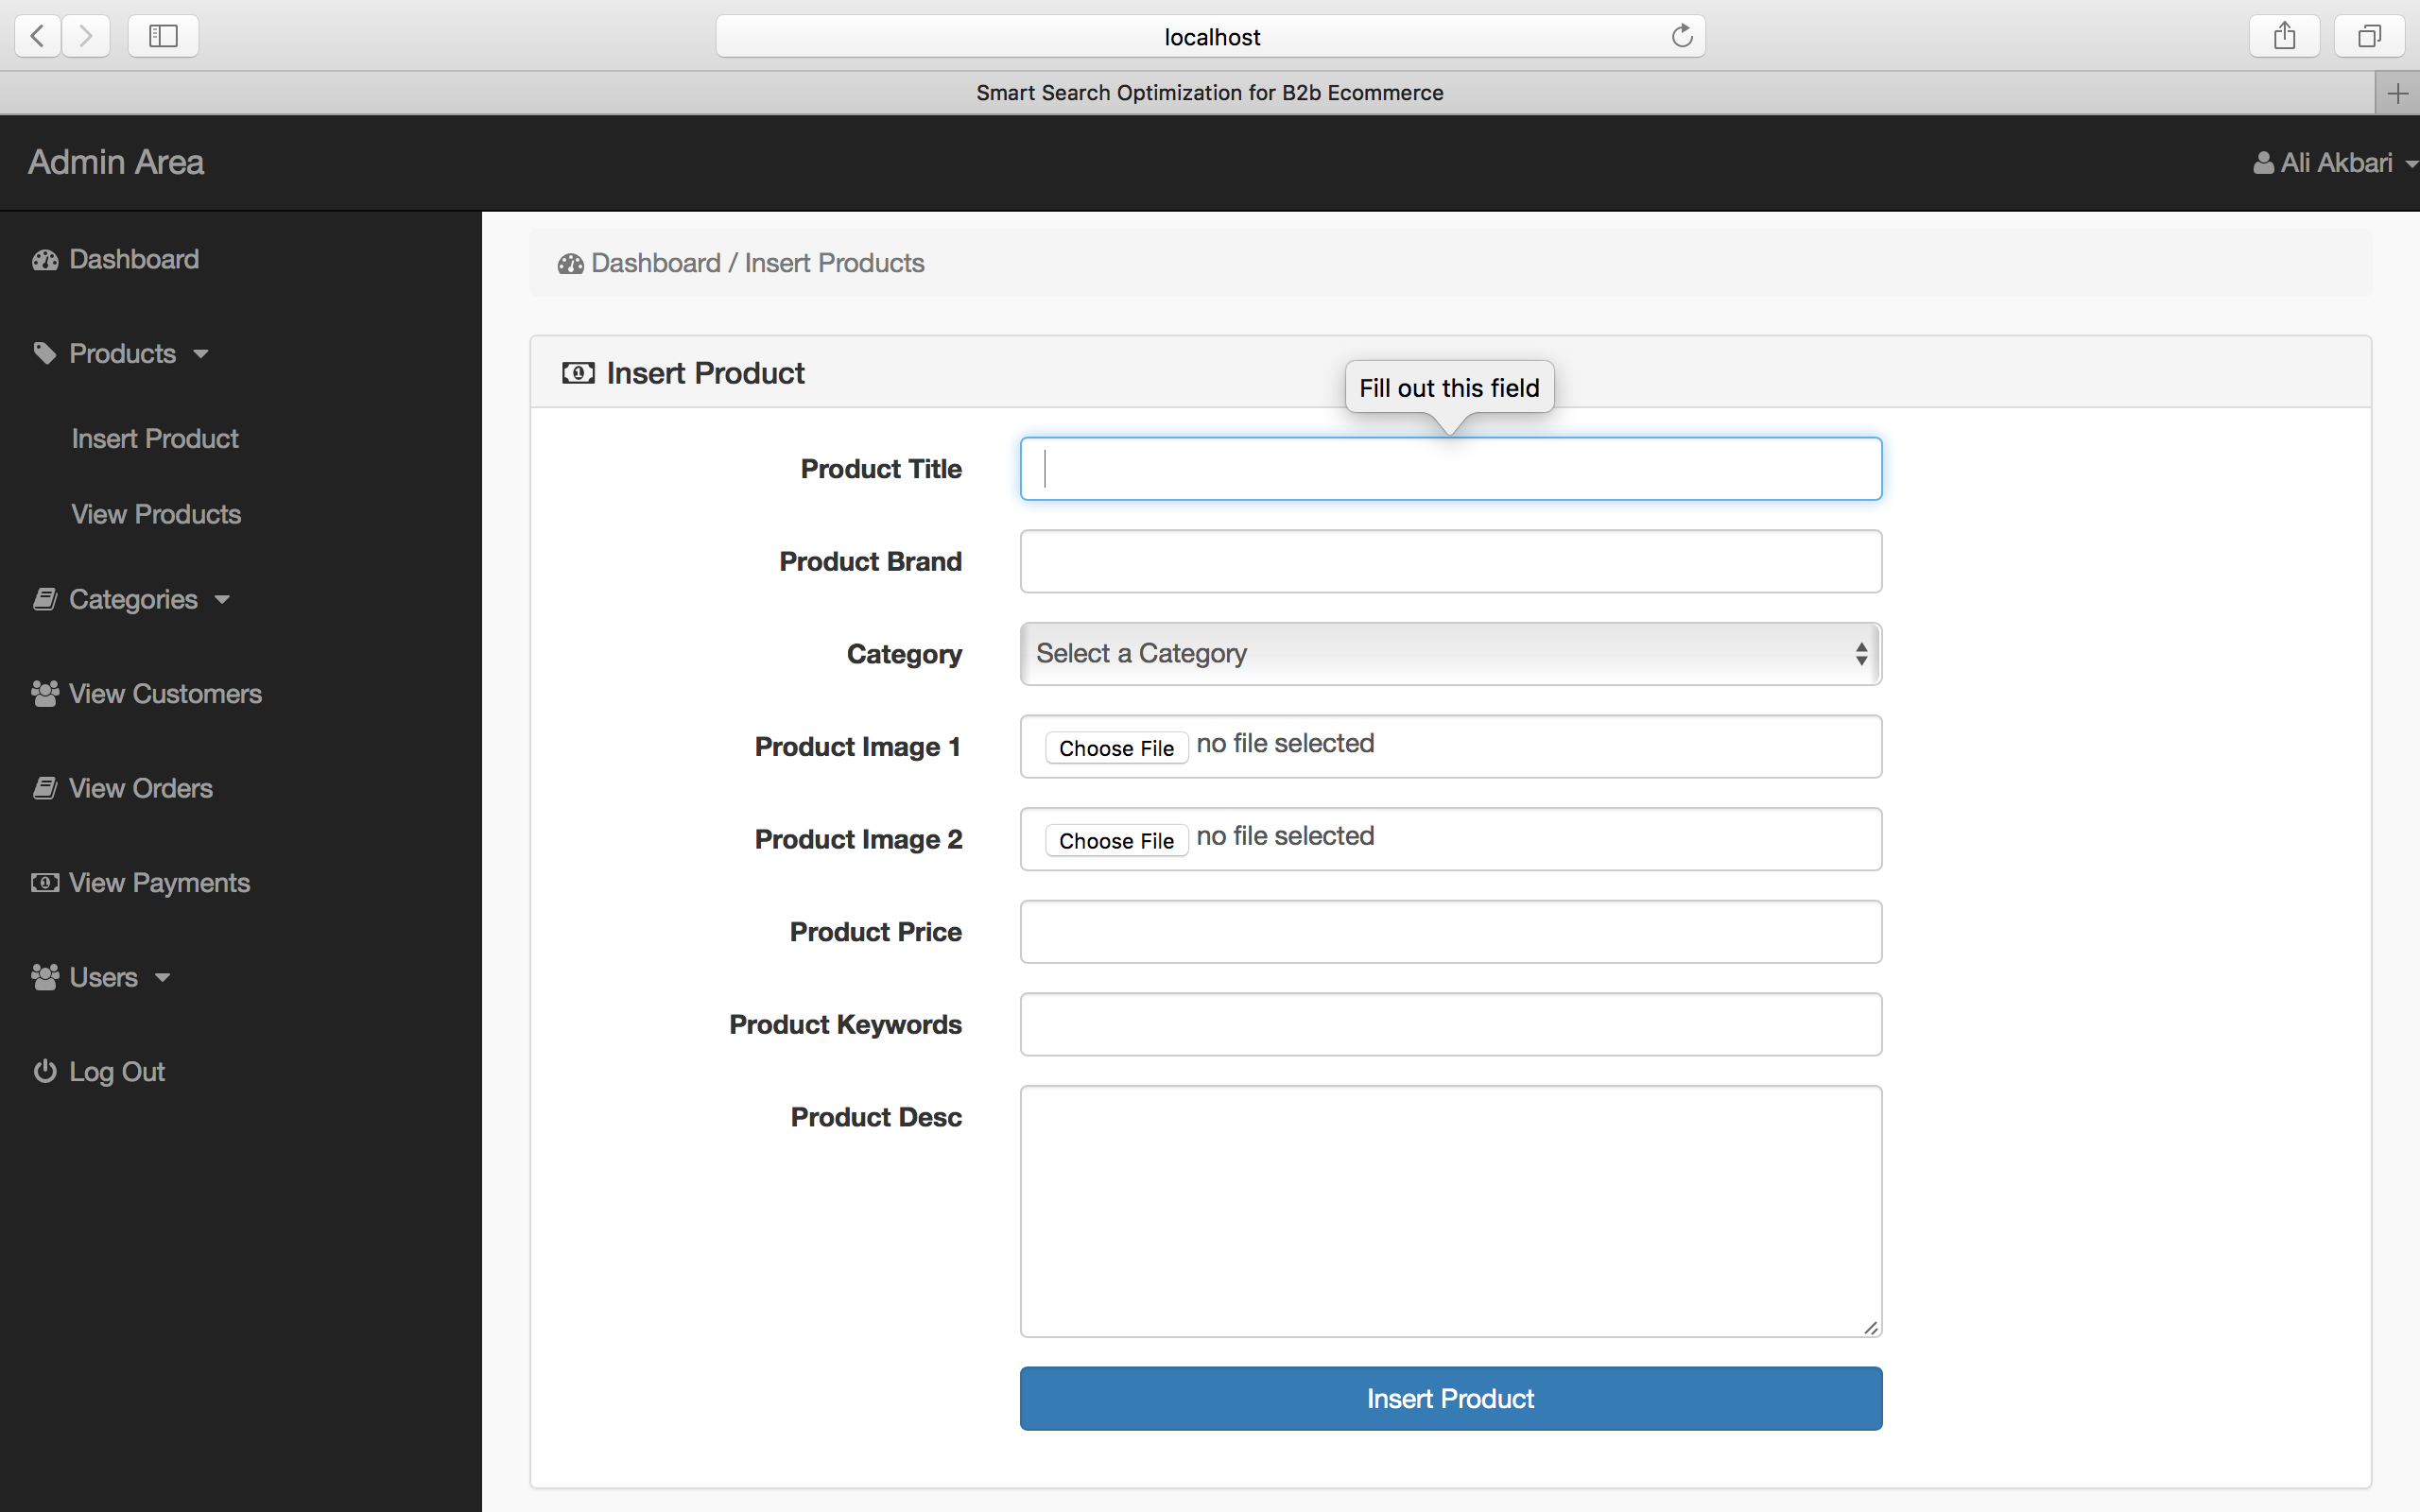 localhost
Smart Search Optimization for B2b Ecommerce
Admin Area
Ali Akbari
Dashboard
Products
Insert Product
View Products
Categories
View Customers
View Orders
View Payments
Users
Log Out
Dashboard / Insert Products
Insert Product
Fill out this field
Product Title
Product Brand
Category
Select a Category
Product Image 1
Choose File no file selected
Product Image 2
Choose File no file selected
Product Price
Product Keywords
Product Desc
Insert Product